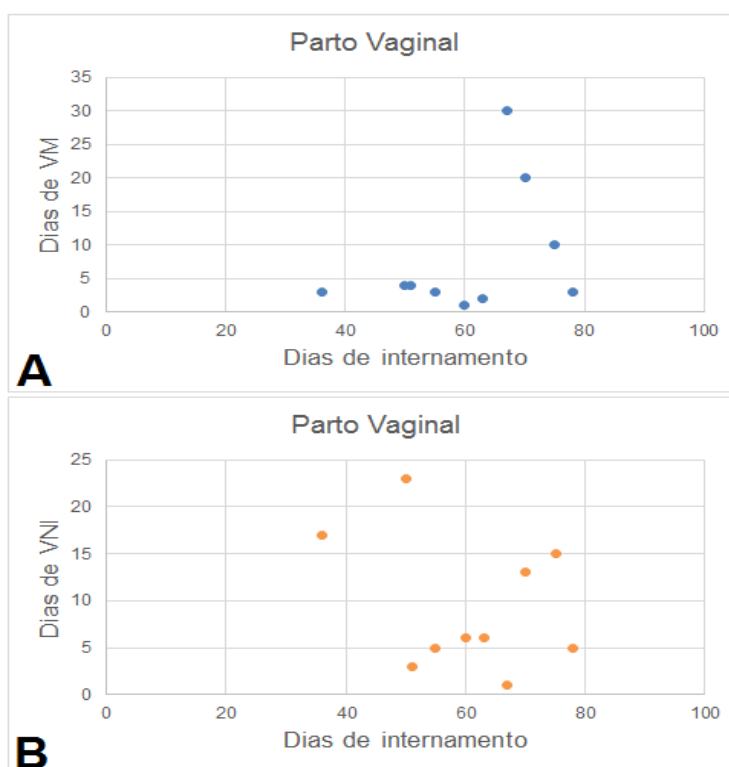 Parto Vaginal
35
30
25
20
15
10
5
0
Dias de VM
0 20 40 60 80 100
Dias de internamento
A
Parto Vaginal
25
20
15
10
5
0
Dias de VNI
0 20 40 60 80 100
Dias de internamento
B